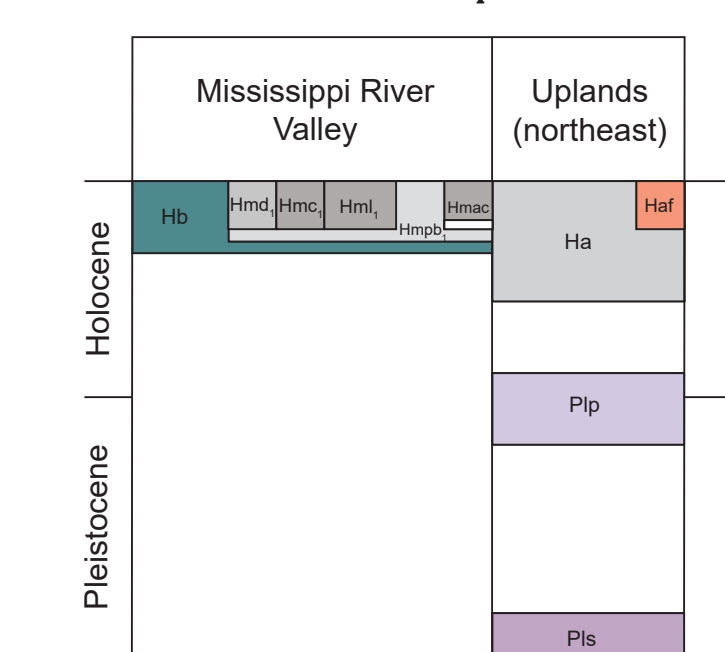 Mississippi River
Valley
Uplands
(northeast)
Holocene
Hb
Hmd1
Hmc1
Hml1
Hmpb1
Hmac
Ha
Haf
Plp
Pleistocene
Pls